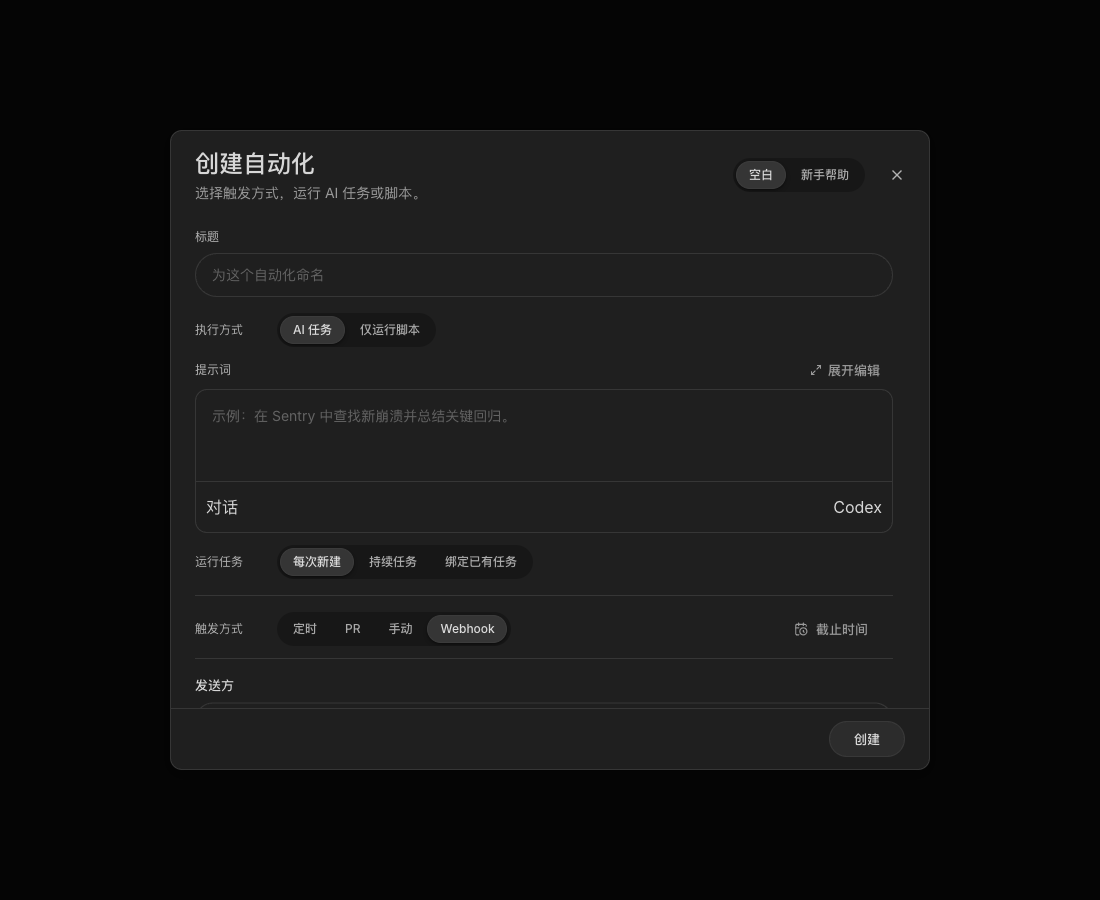 创建自动化
选择触发方式，运行 AI 任务或脚本。
空白 新手帮助
标题
为这个自动化命名
执行方式 AI 任务 仅运行脚本
提示词 展开编辑
示例：在 Sentry 中查找新崩溃并总结关键回归。
对话 Codex
运行任务 每次新建 持续任务 绑定已有任务
触发方式 定时 PR 手动 Webhook 截止时间
发送方
创建